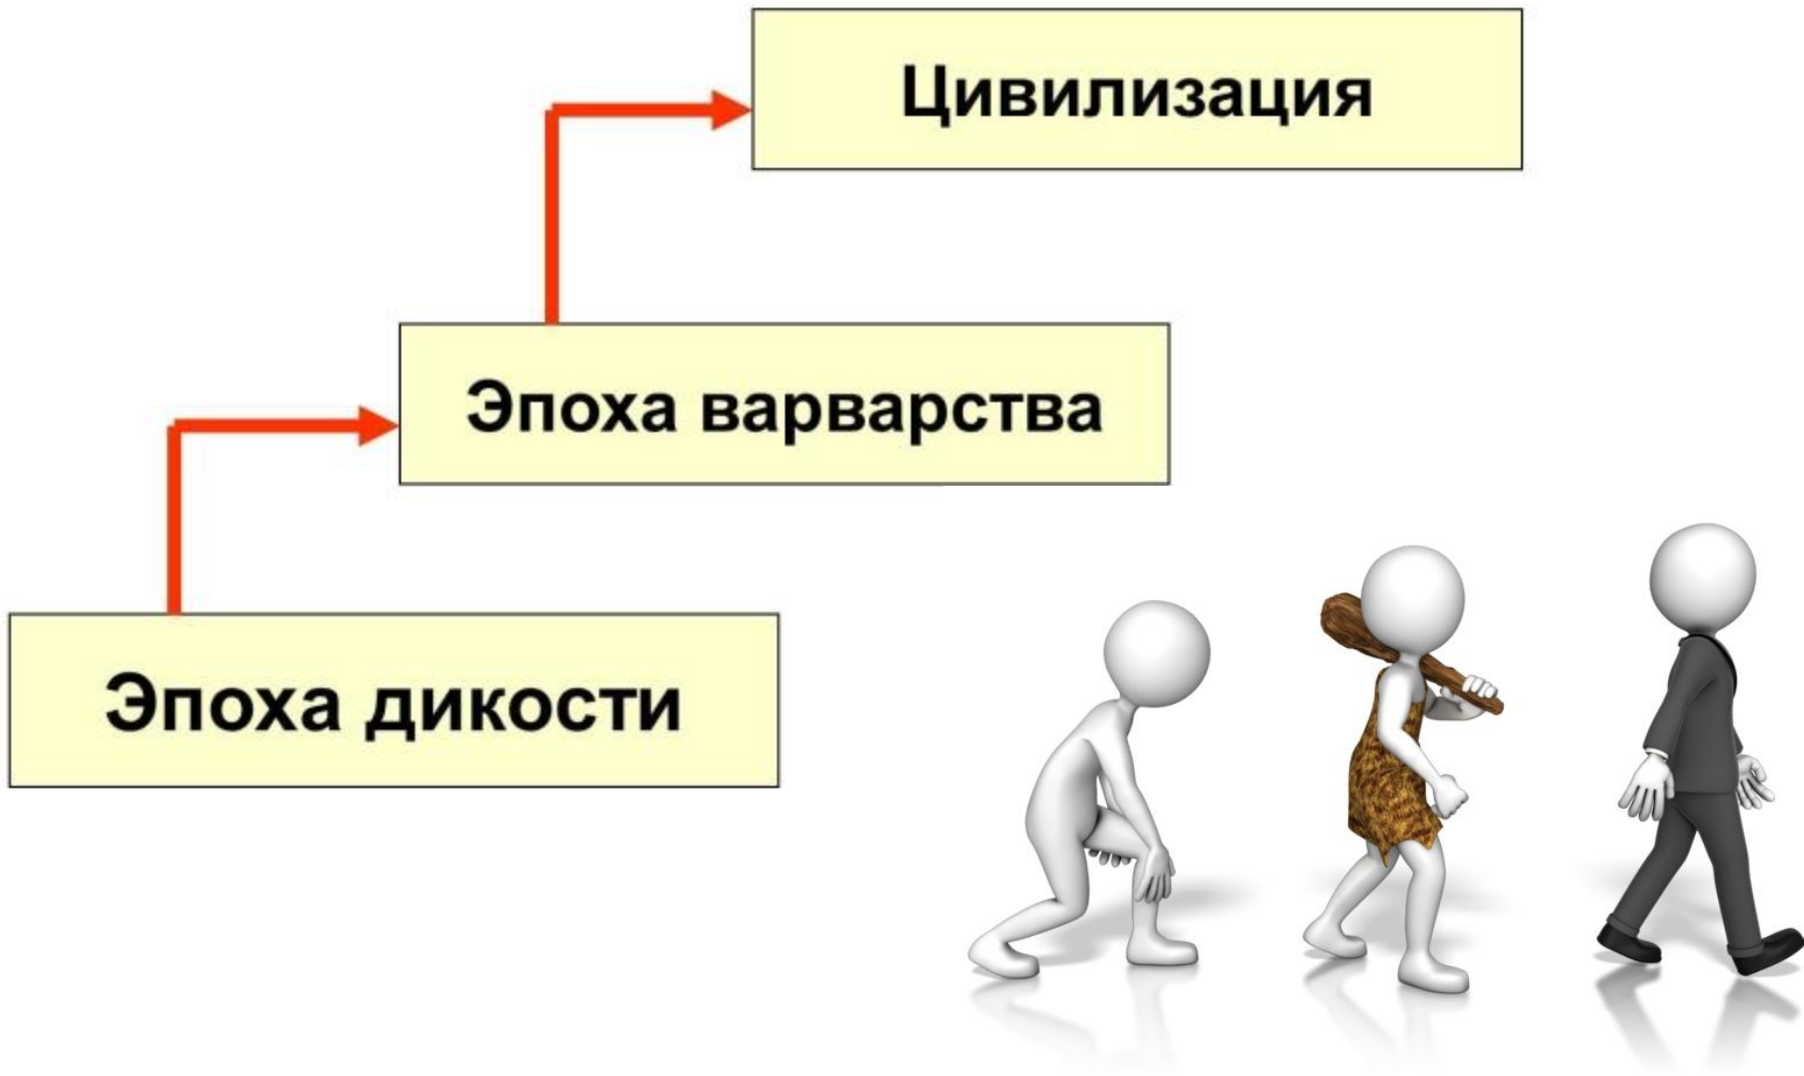 Цивилизация
Эпоха варварства
Эпоха дикости